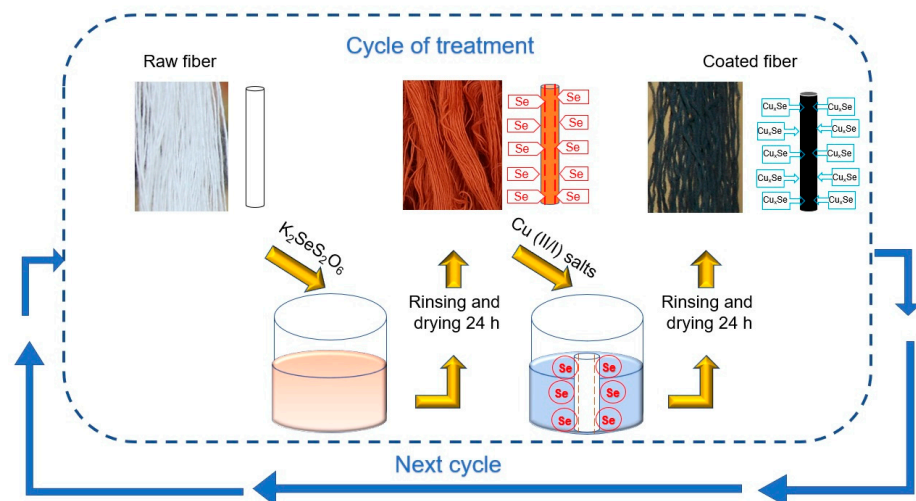 Cycle of treatment
Raw fiber
Coated fiber
Se Se
Se Se
Se Se
Se Se
Se Se
CuₓSe CuₓSe
CuₓSe CuₓSe
CuₓSe CuₓSe
CuₓSe CuₓSe
CuₓSe CuₓSe
K₂SeS₂O₆
Rinsing and
drying 24 h
Cu (II/I) salts
Rinsing and
drying 24 h
Se Se
Se Se
Se Se
Next cycle